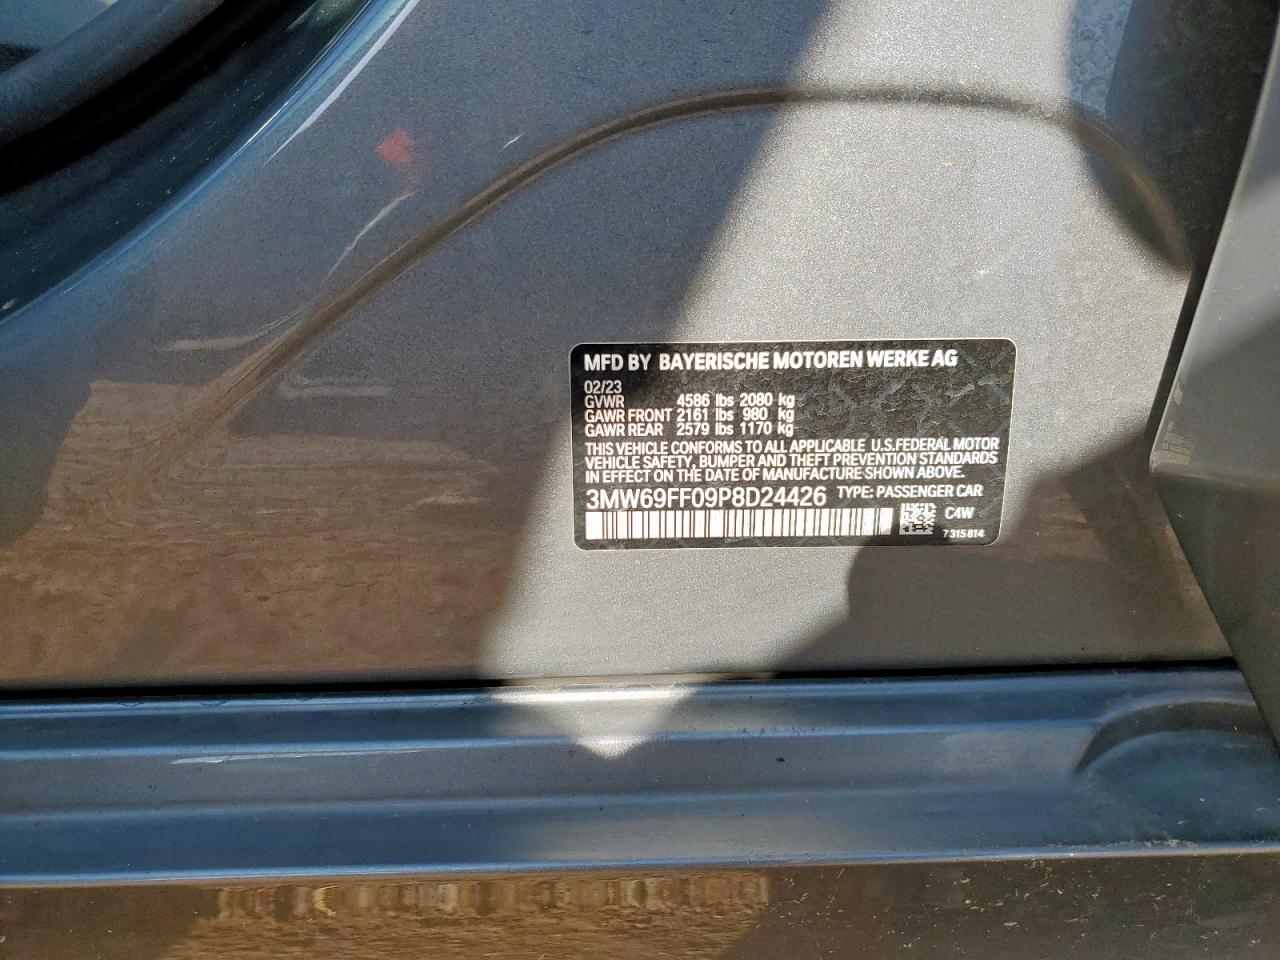 MFD BY BAYERISCHE MOTOREN WERKE AG
02/23
GVWR 4586 lbs 2080 kg
GAWR FRONT 2161 lbs 980 kg
GAWR REAR 2579 lbs 1170 kg
THIS VEHICLE CONFORMS TO ALL APPLICABLE U.S.FEDERAL MOTOR
VEHICLE SAFETY, BUMPER AND THEFT PREVENTION STANDARDS
IN EFFECT ON THE DATE OF MANUFACTURE SHOWN ABOVE.
3MW69FF09P8D24426 TYPE: PASSENGER CAR
C4W
7 315 814